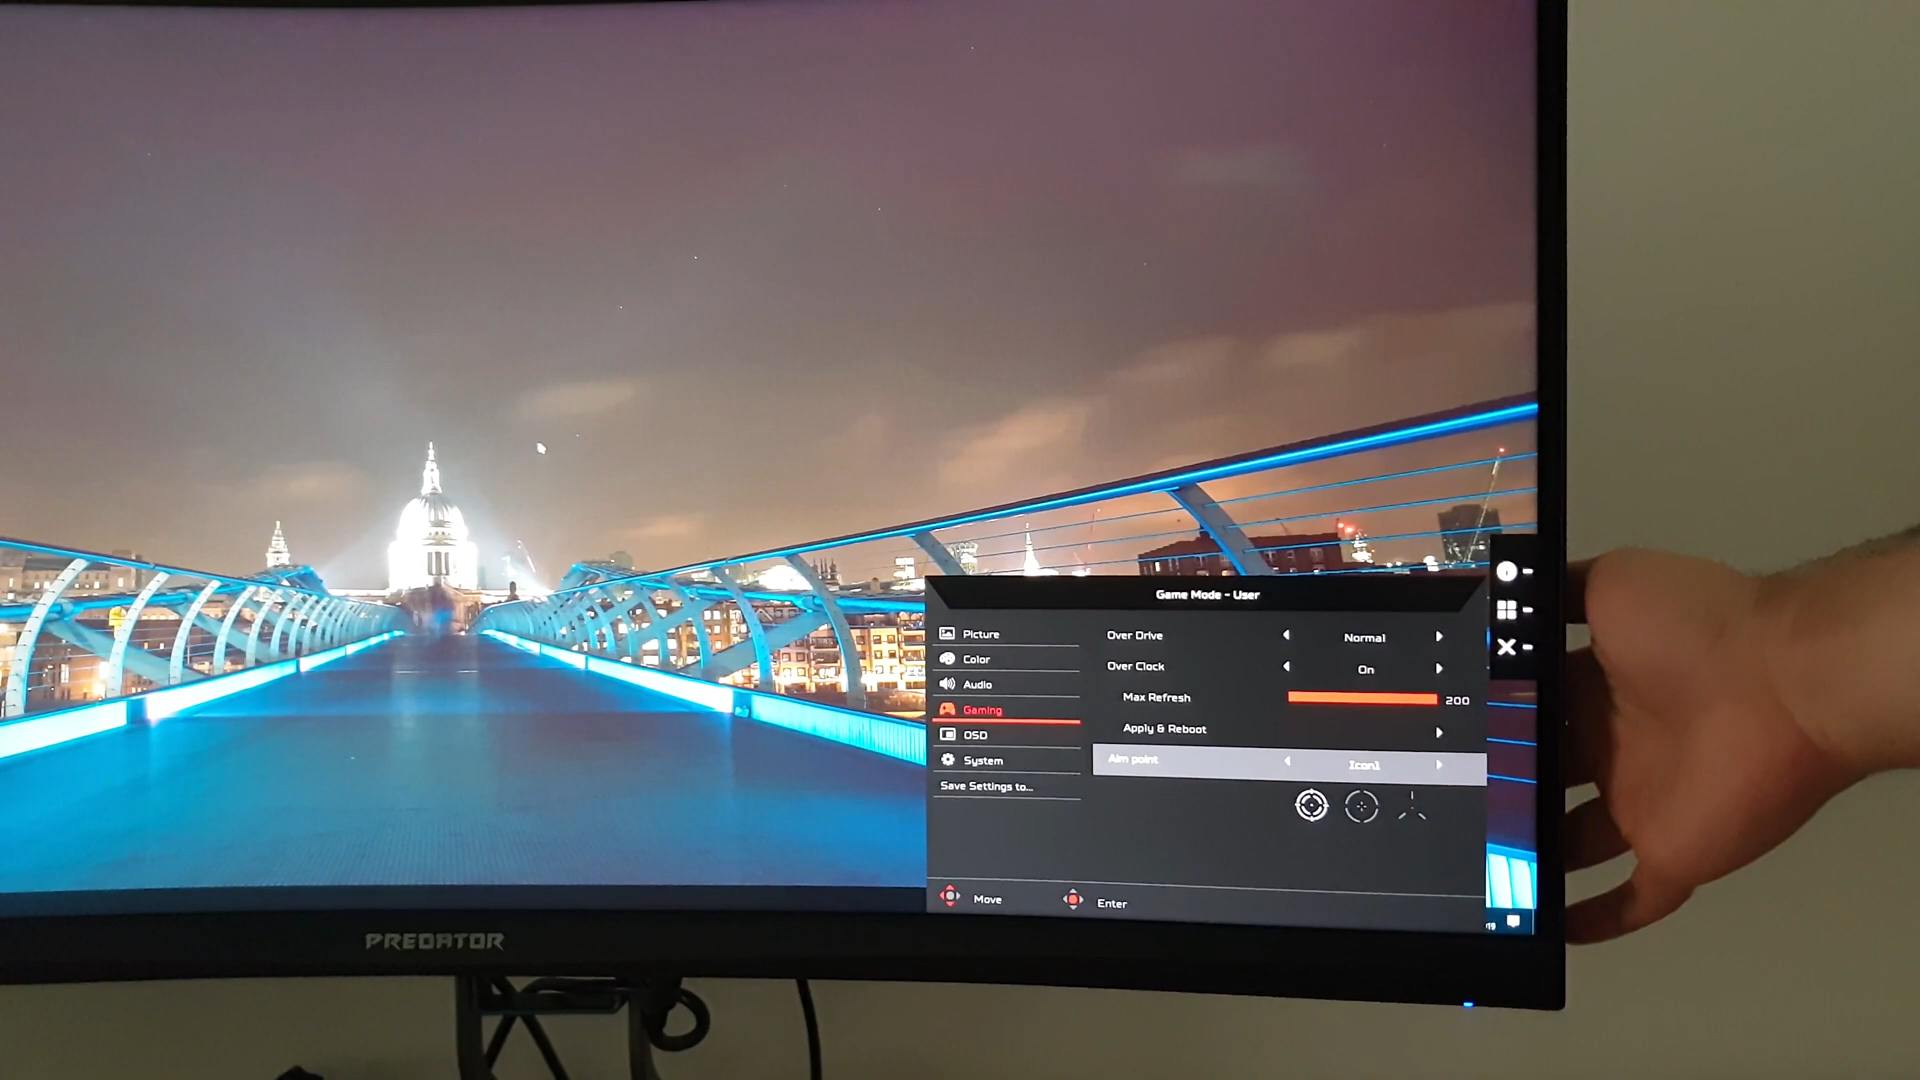 Game Mode - User
Picture
Color
Audio
Gaming
OSD
System
Save Settings to...
Over Drive Normal
Over Clock On
Max Refresh 200
Apply & Reboot
Aim point Icon1
Move Enter
19
PREDATOR